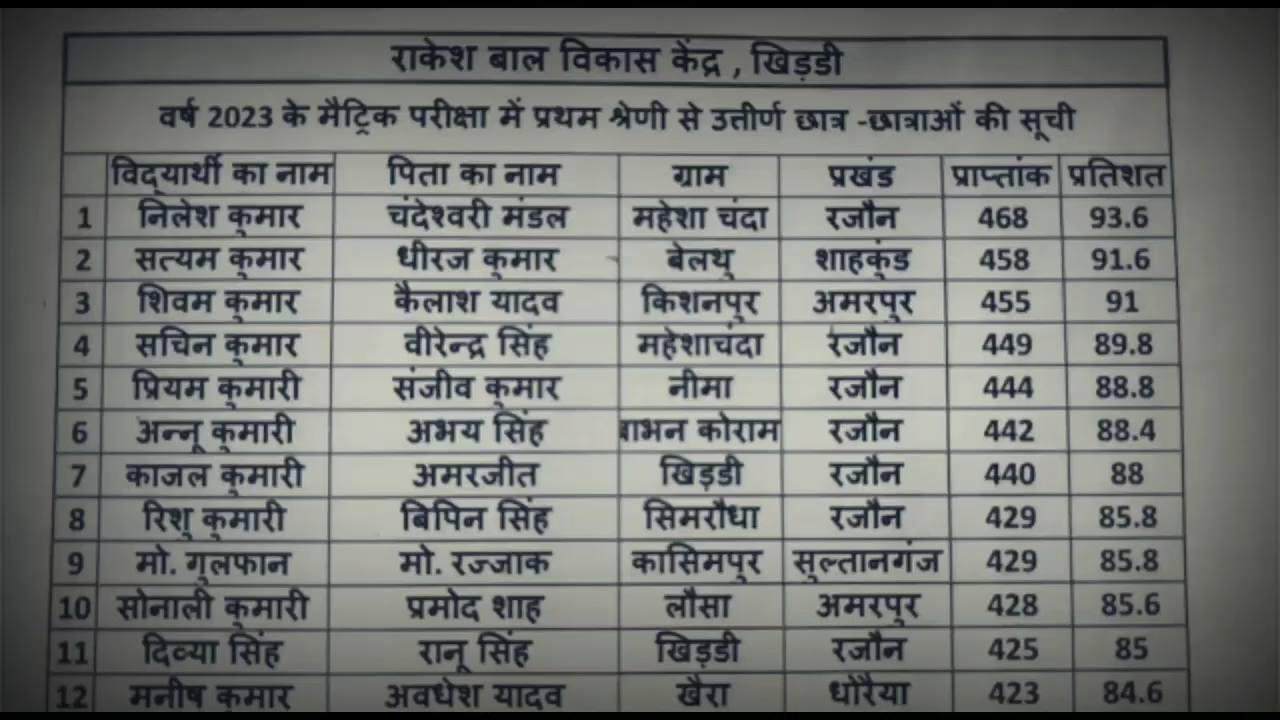 राकेश बाल विकास केंद्र , खिड़डी
वर्ष 2023 के मैट्रिक परीक्षा में प्रथम श्रेणी से उत्तीर्ण छात्र -छात्राओं की सूची
विद्यार्थी का नाम पिता का नाम ग्राम प्रखंड प्राप्तांक प्रतिशत
1 निलेश कुमार चंदेश्वरी मंडल महेशा चंदा रजौन 468 93.6
2 सत्यम कुमार धीरज कुमार बेलथु शाहकुंड 458 91.6
3 शिवम कुमार कैलाश यादव किशनपुर अमरपुर 455 91
4 सचिन कुमार वीरेन्द्र सिंह महेशाचंदा रजौन 449 89.8
5 प्रियम कुमारी संजीव कुमार नीमा रजौन 444 88.8
6 अन्नू कुमारी अभय सिंह कोराम रजौन 442 88.4
7 काजल कुमारी अमरजीत खिड़डी रजौन 440 88
8 रिशु कुमारी बिपिन सिंह सिमरौधा रजौन 429 85.8
9 मो. गुलफान मो. रज्जाक कासिमपुर सुल्तानगंज 429 85.8
10 सोनाली कुमारी प्रमोद शाह लौसा अमरपुर 428 85.6
11 दिव्या सिंह रानू सिंह खिड़डी रजौन 425 85
12 मनीष कुमार अवधेश यादव खैरा धोरैया 423 84.6